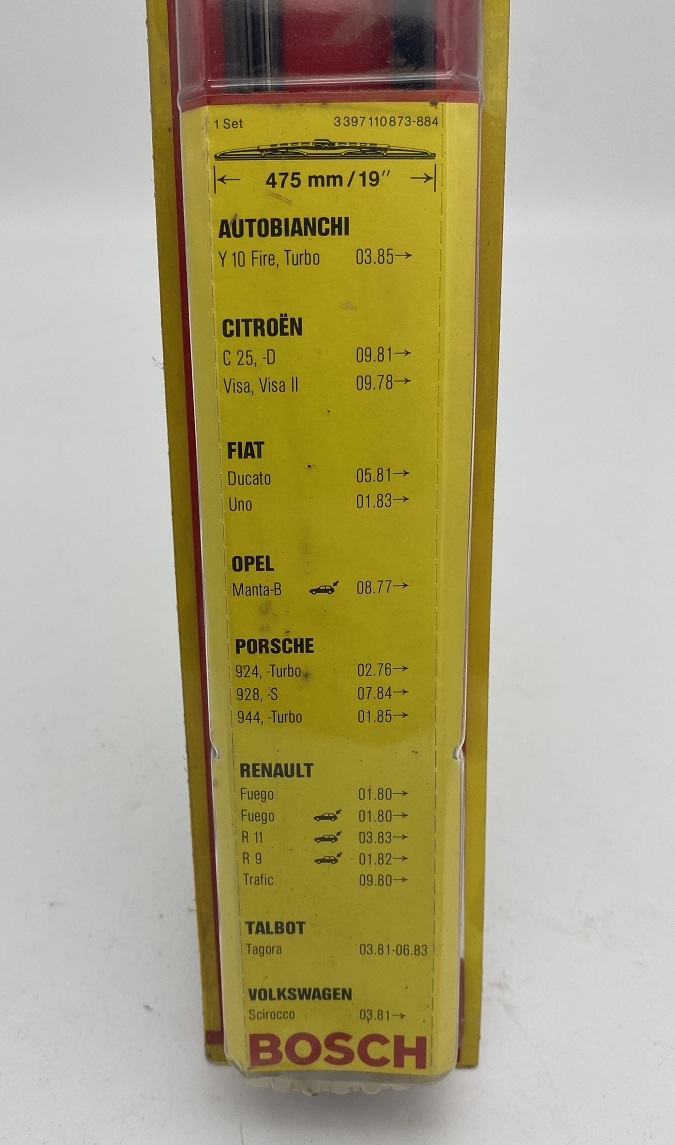 1 Set 3 397 110 873-884
475 mm/19"
AUTOBIANCHI
Y 10 Fire, Turbo 03.85→
CITROËN
C 25, -D 09.81→
Visa, Visa II 09.78→
FIAT
Ducato 05.81→
Uno 01.83→
OPEL
Manta-B 08.77→
PORSCHE
924, -Turbo 02.76→
928, -S 07.84→
944, -Turbo 01.85→
RENAULT
Fuego 01.80→
Fuego 01.80→
R 11 03.83→
R 9 01.82→
Trafic 09.80→
TALBOT
Tagora 03.81-06.83
VOLKSWAGEN
Scirocco 03.81→
BOSCH